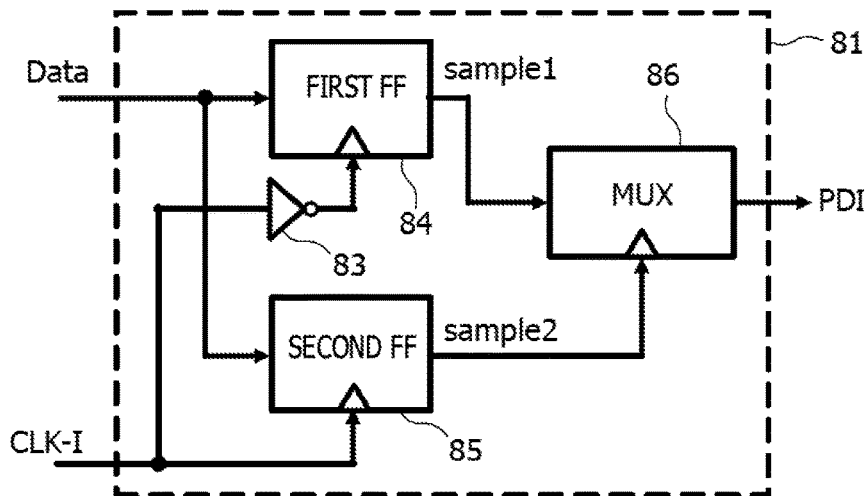 81
Data
FIRST FF
sample1
86
84
MUX
PDI
83
SECOND FF
sample2
CLK-I
85